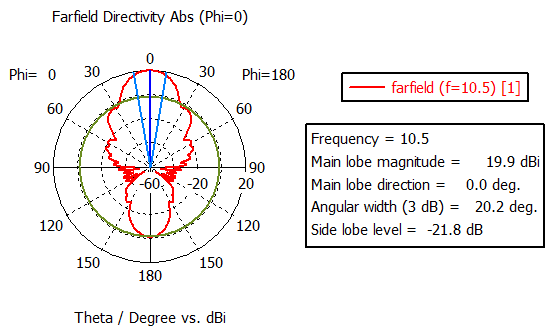 Farfield Directivity Abs (Phi=0)
0
Phi= 0 30 30 Phi=180
60 60
90 -60 -20 20 90
120 120
150 150
180
Theta / Degree vs. dBi
farfield (f=10.5) [1]
Frequency = 10.5
Main lobe magnitude = 19.9 dBi
Main lobe direction = 0.0 deg.
Angular width (3 dB) = 20.2 deg.
Side lobe level = -21.8 dB